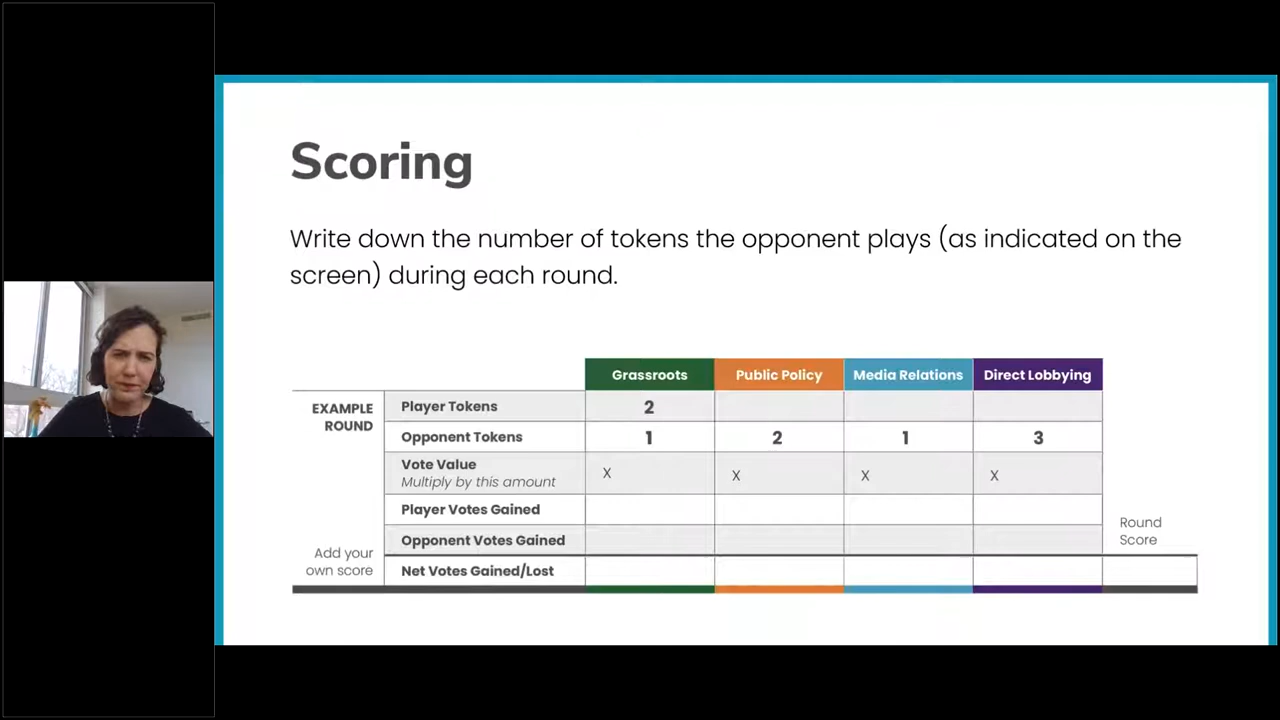 Scoring
Write down the number of tokens the opponent plays (as indicated on the
screen) during each round.
Grassroots Public Policy Media Relations Direct Lobbying
EXAMPLE
ROUND
Player Tokens 2
Opponent Tokens 1 2 1 3
Vote Value
Multiply by this amount X X X X
Player Votes Gained
Opponent Votes Gained
Round
Score
Add your
own score
Net Votes Gained/Lost